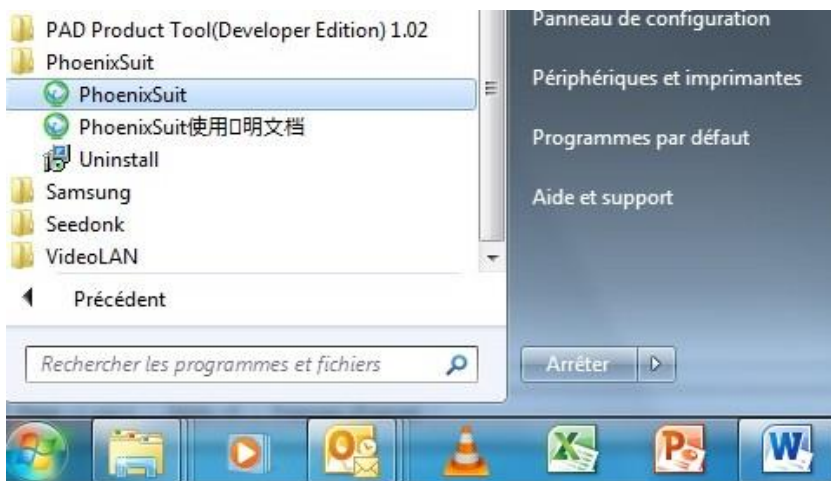 PAD Product Tool(Developer Edition) 1.02
PhoenixSuit
PhoenixSuit
PhoenixSuit使用▯明文档
Uninstall
Samsung
Seedonk
VideoLAN
Précédent
Rechercher les programmes et fichiers
Panneau de configuration
Périphériques et imprimantes
Programmes par défaut
Aide et support
Arrêter